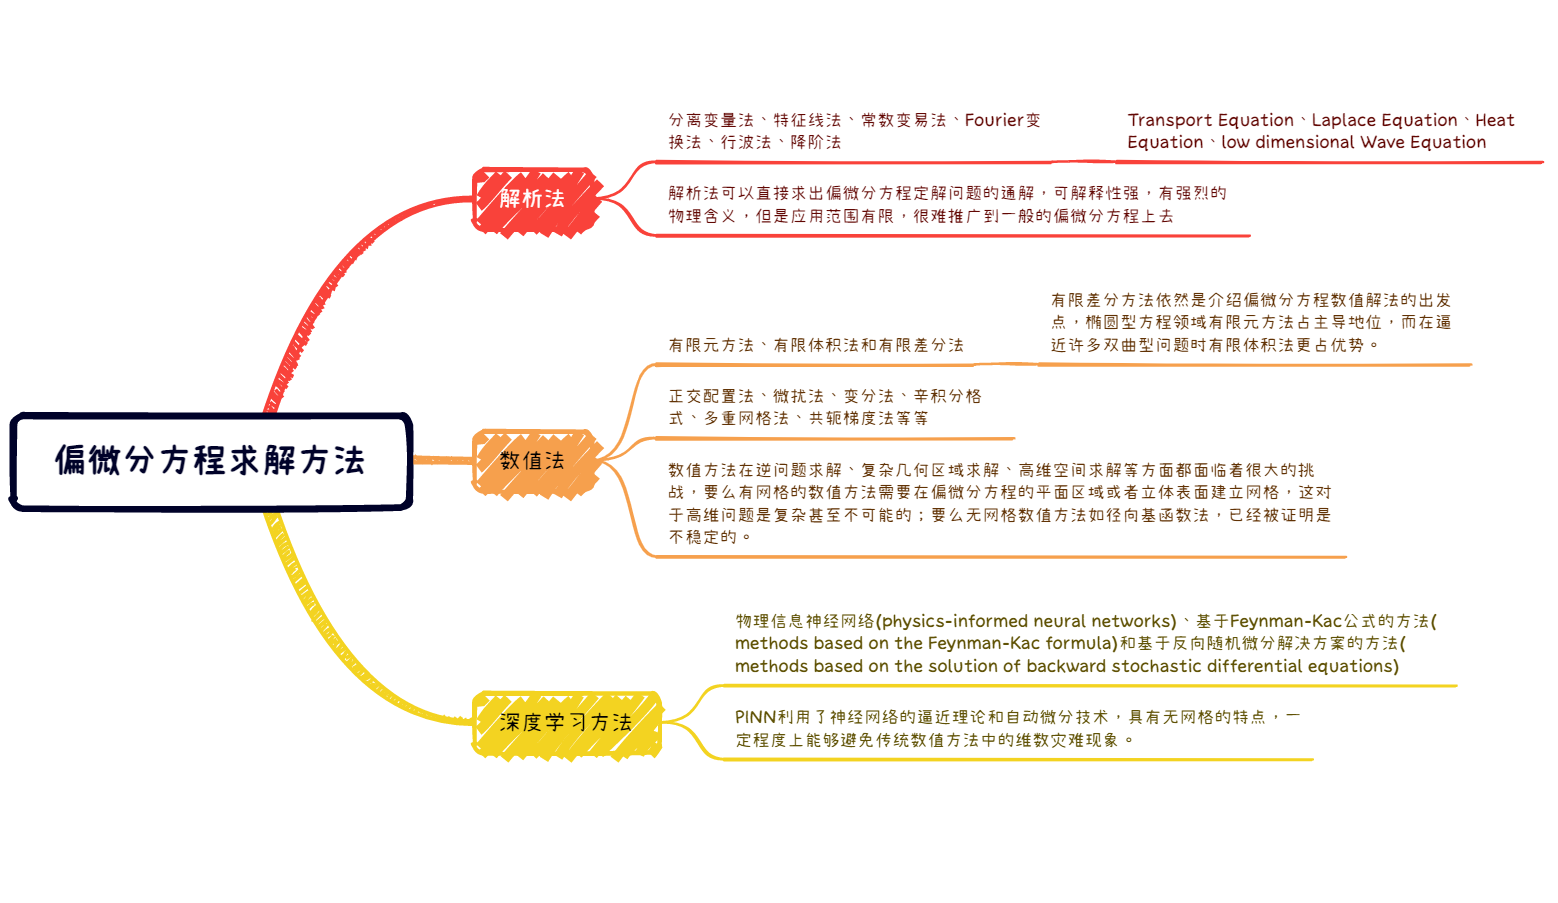 分离变量法、特征线法、常数变易法、Fourier变
换法、行波法、降阶法
Transport Equation、Laplace Equation、Heat
Equation、low dimensional Wave Equation
解析法
解析法可以直接求出偏微分方程定解问题的通解，可解释性强，有强烈的
物理含义，但是应用范围有限，很难推广到一般的偏微分方程上去
有限差分方法依然是介绍偏微分方程数值解法的出发
点，椭圆型方程领域有限元方法占主导地位，而在逼
近许多双曲型问题时有限体积法更占优势。
有限元方法、有限体积法和有限差分法
正交配置法、微扰法、变分法、辛积分格
式、多重网格法、共轭梯度法等等
偏微分方程求解方法
数值法
数值方法在逆问题求解、复杂几何区域求解、高维空间求解等方面都面临着很大的挑
战，要么有网格的数值方法需要在偏微分方程的平面区域或者立体表面建立网格，这对
于高维问题是复杂甚至不可能的；要么无网格数值方法如径向基函数法，已经被证明是
不稳定的。
物理信息神经网络(physics-informed neural networks)、基于Feynman-Kac公式的方法(
methods based on the Feynman-Kac formula)和基于反向随机微分解决方案的方法(
methods based on the solution of backward stochastic differential equations)
深度学习方法
PINN利用了神经网络的逼近理论和自动微分技术，具有无网格的特点，一
定程度上能够避免传统数值方法中的维数灾难现象。